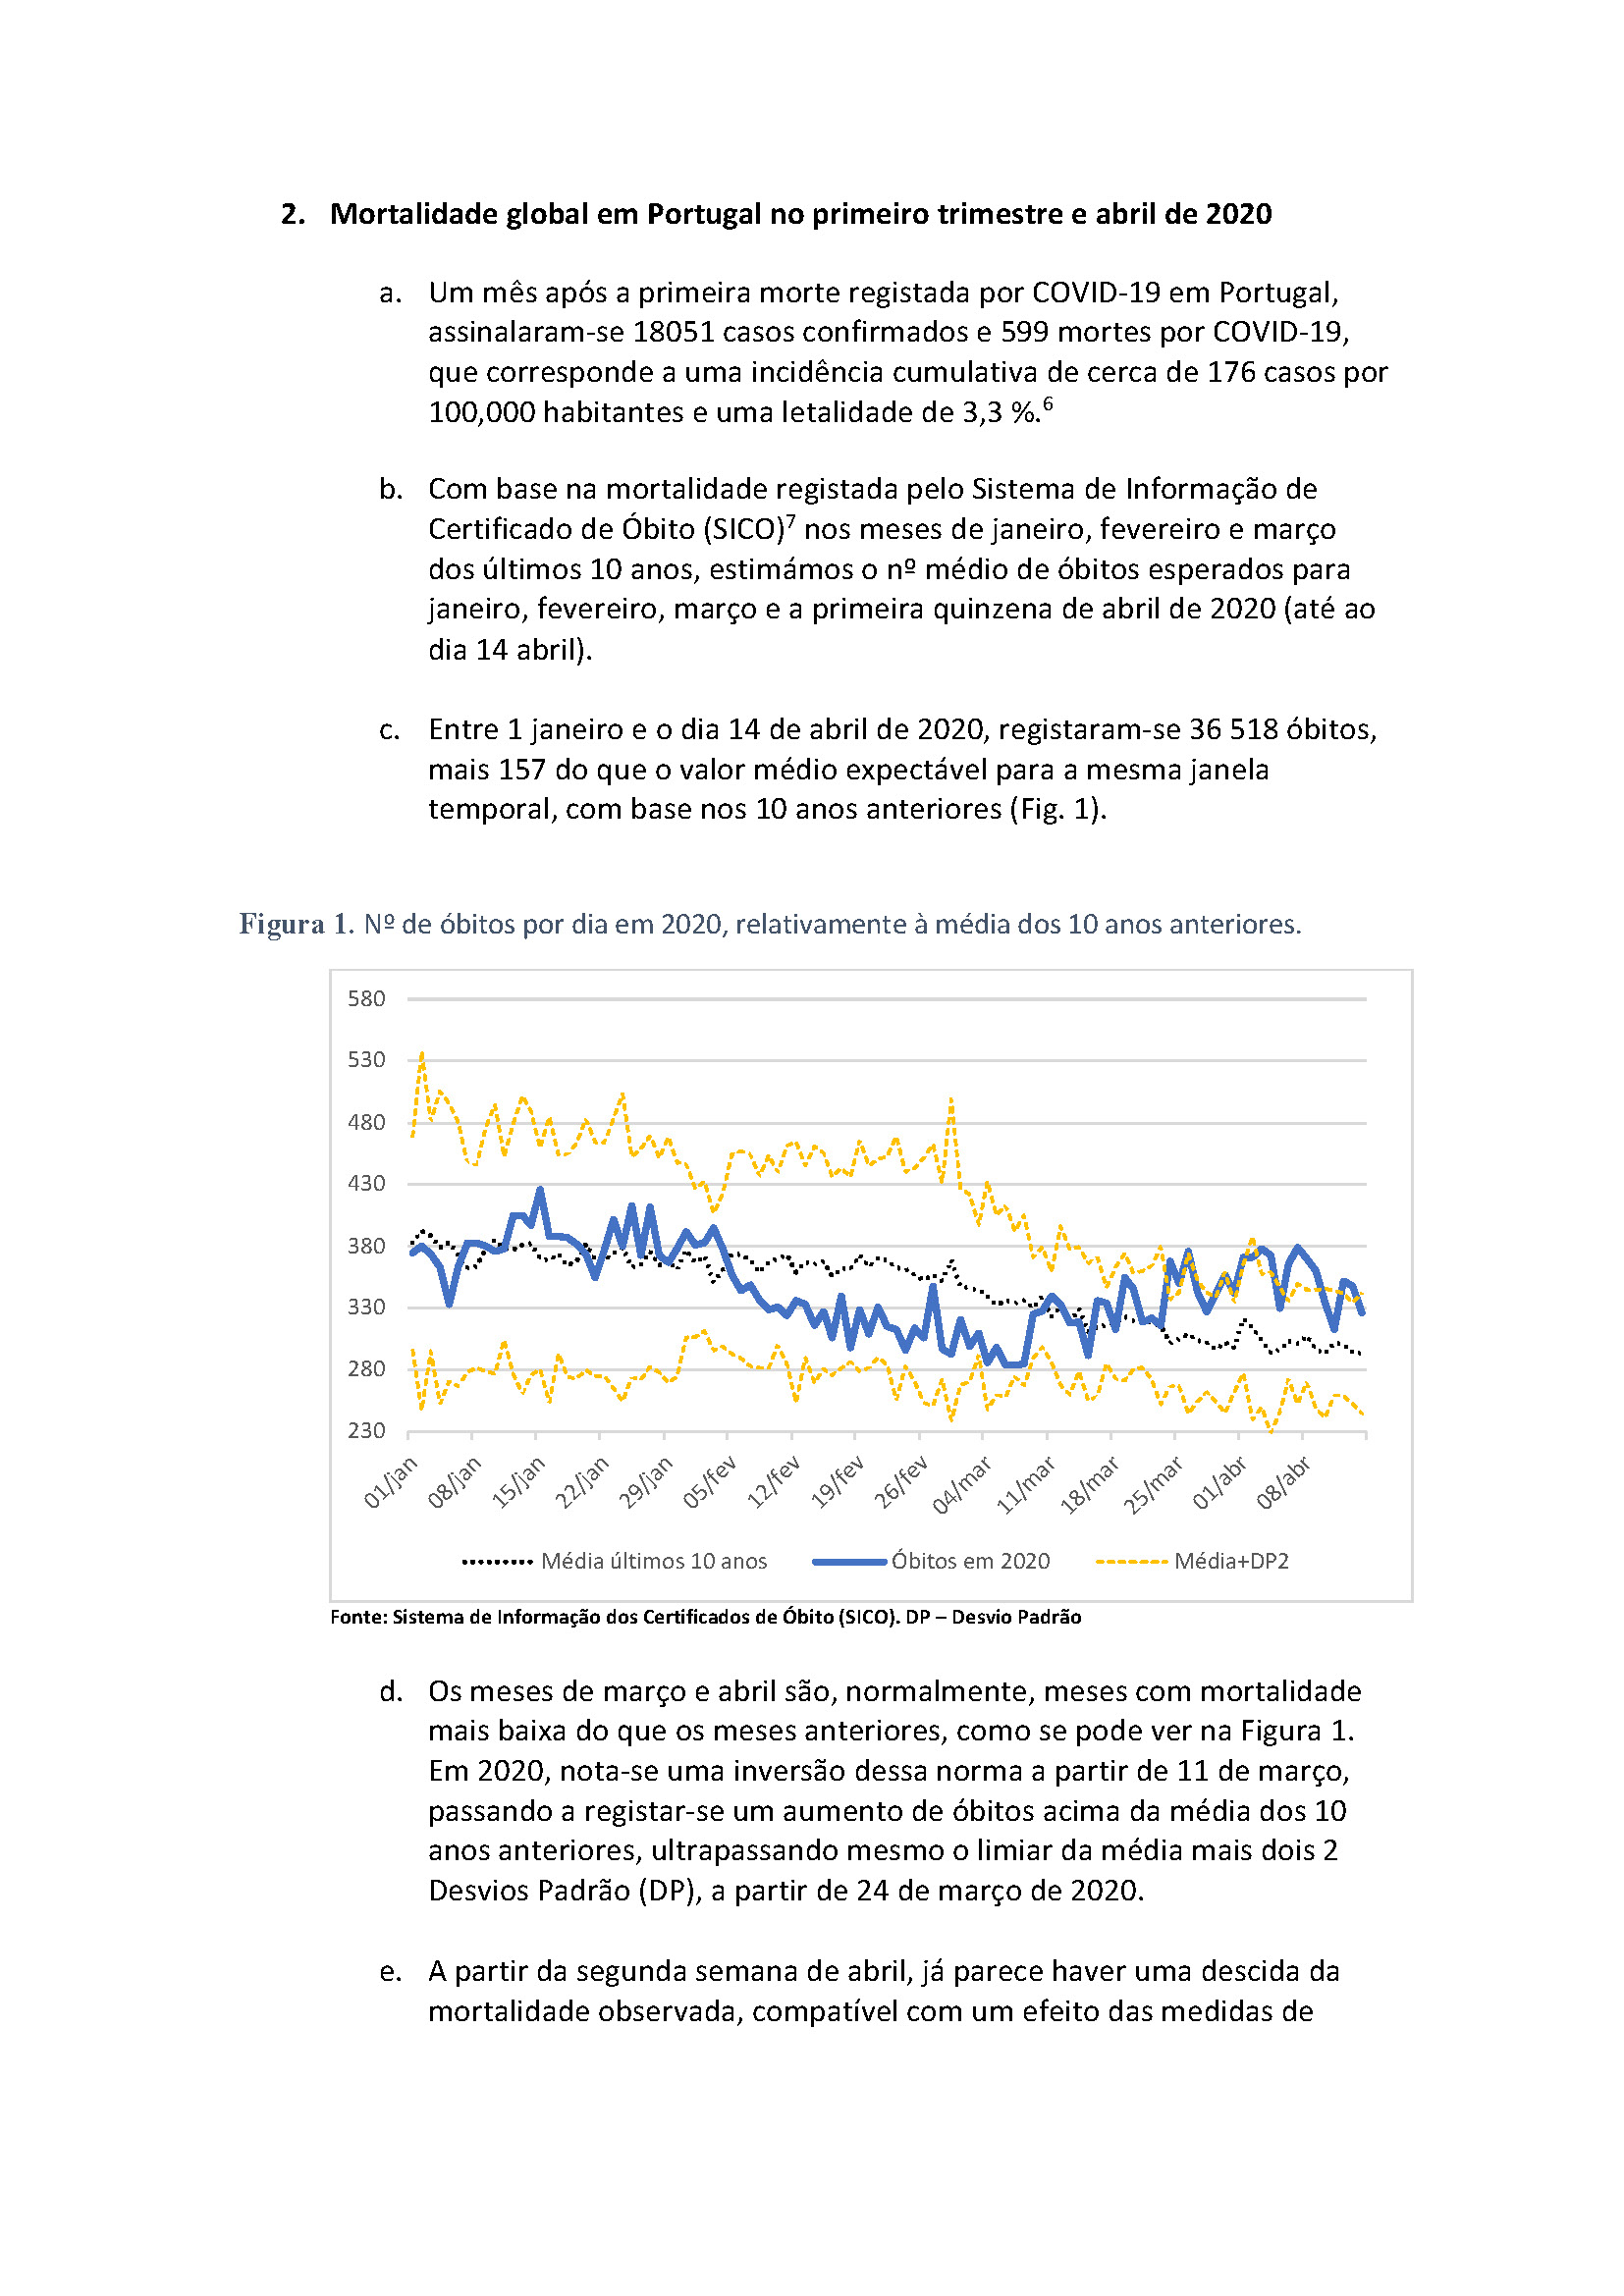 2. Mortalidade global em Portugal no primeiro trimestre e abril de 2020
a. Um mês após a primeira morte registada por COVID-19 em Portugal,
assinalaram-se 18051 casos confirmados e 599 mortes por COVID-19,
que corresponde a uma incidência cumulativa de cerca de 176 casos por
100,000 habitantes e uma letalidade de 3,3 %.⁶
b. Com base na mortalidade registada pelo Sistema de Informação de
Certificado de Óbito (SICO)⁷ nos meses de janeiro, fevereiro e março
dos últimos 10 anos, estimámos o nº médio de óbitos esperados para
janeiro, fevereiro, março e a primeira quinzena de abril de 2020 (até ao
dia 14 abril).
c. Entre 1 janeiro e o dia 14 de abril de 2020, registaram-se 36 518 óbitos,
mais 157 do que o valor médio expectável para a mesma janela
temporal, com base nos 10 anos anteriores (Fig. 1).
Figura 1. Nº de óbitos por dia em 2020, relativamente à média dos 10 anos anteriores.
580
530
480
430
380
330
280
230
01/jan 08/jan 15/jan 22/jan 29/jan 05/fev 12/fev 19/fev 26/fev 04/mar 11/mar 18/mar 25/mar 01/abr 08/abr
Média últimos 10 anos Óbitos em 2020 Média+DP2
Fonte: Sistema de Informação dos Certificados de Óbito (SICO). DP – Desvio Padrão
d. Os meses de março e abril são, normalmente, meses com mortalidade
mais baixa do que os meses anteriores, como se pode ver na Figura 1.
Em 2020, nota-se uma inversão dessa norma a partir de 11 de março,
passando a registar-se um aumento de óbitos acima da média dos 10
anos anteriores, ultrapassando mesmo o limiar da média mais dois 2
Desvios Padrão (DP), a partir de 24 de março de 2020.
e. A partir da segunda semana de abril, já parece haver uma descida da
mortalidade observada, compatível com um efeito das medidas de